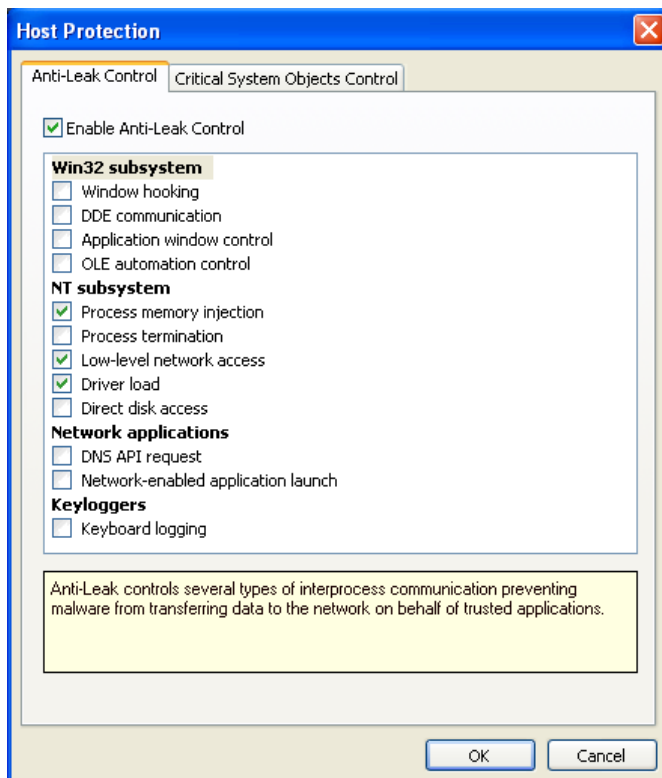 Host Protection
Anti-Leak Control
Critical System Objects Control
Enable Anti-Leak Control
Win32 subsystem
Window hooking
DDE communication
Application window control
OLE automation control
NT subsystem
Process memory injection
Process termination
Low-level network access
Driver load
Direct disk access
Network applications
DNS API request
Network-enabled application launch
Keyloggers
Keyboard logging
Anti-Leak controls several types of interprocess communication preventing
malware from transferring data to the network on behalf of trusted applications.
OK
Cancel